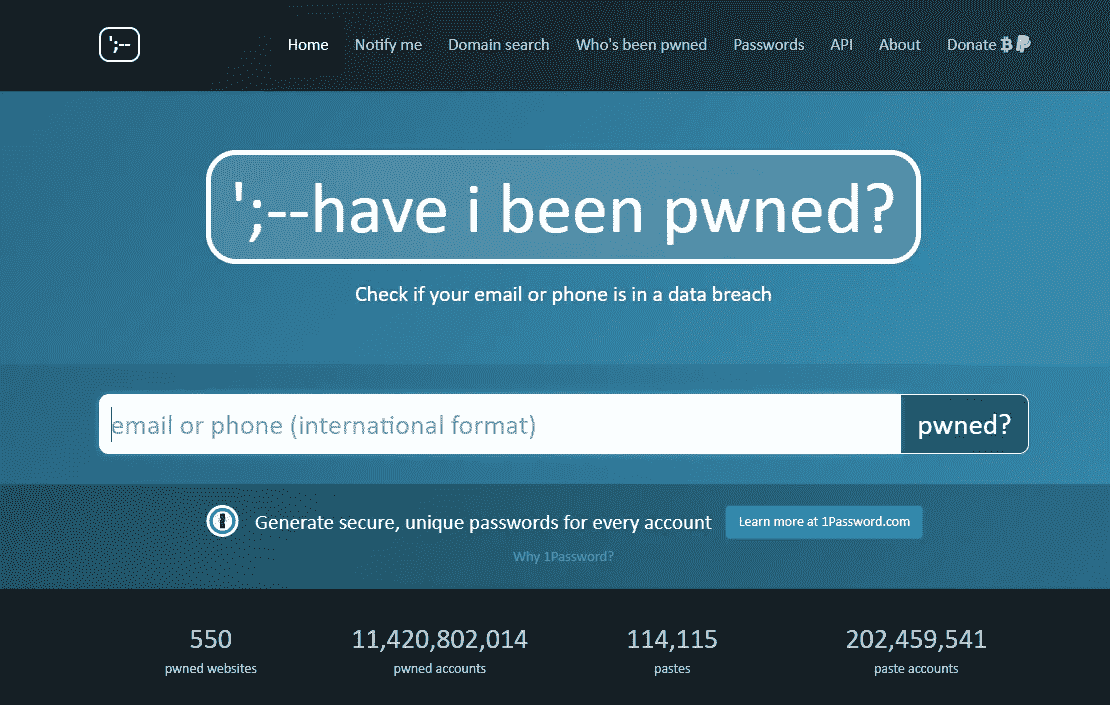 ';--
Home Notify me Domain search Who's been pwned Passwords API About Donate
';--have i been pwned?
Check if your email or phone is in a data breach
email or phone (international format)
pwned?
Generate secure, unique passwords for every account
Learn more at 1Password.com
Why 1Password?
550 11,420,802,014 114,115 202,459,541
pwned websites pwned accounts pastes paste accounts